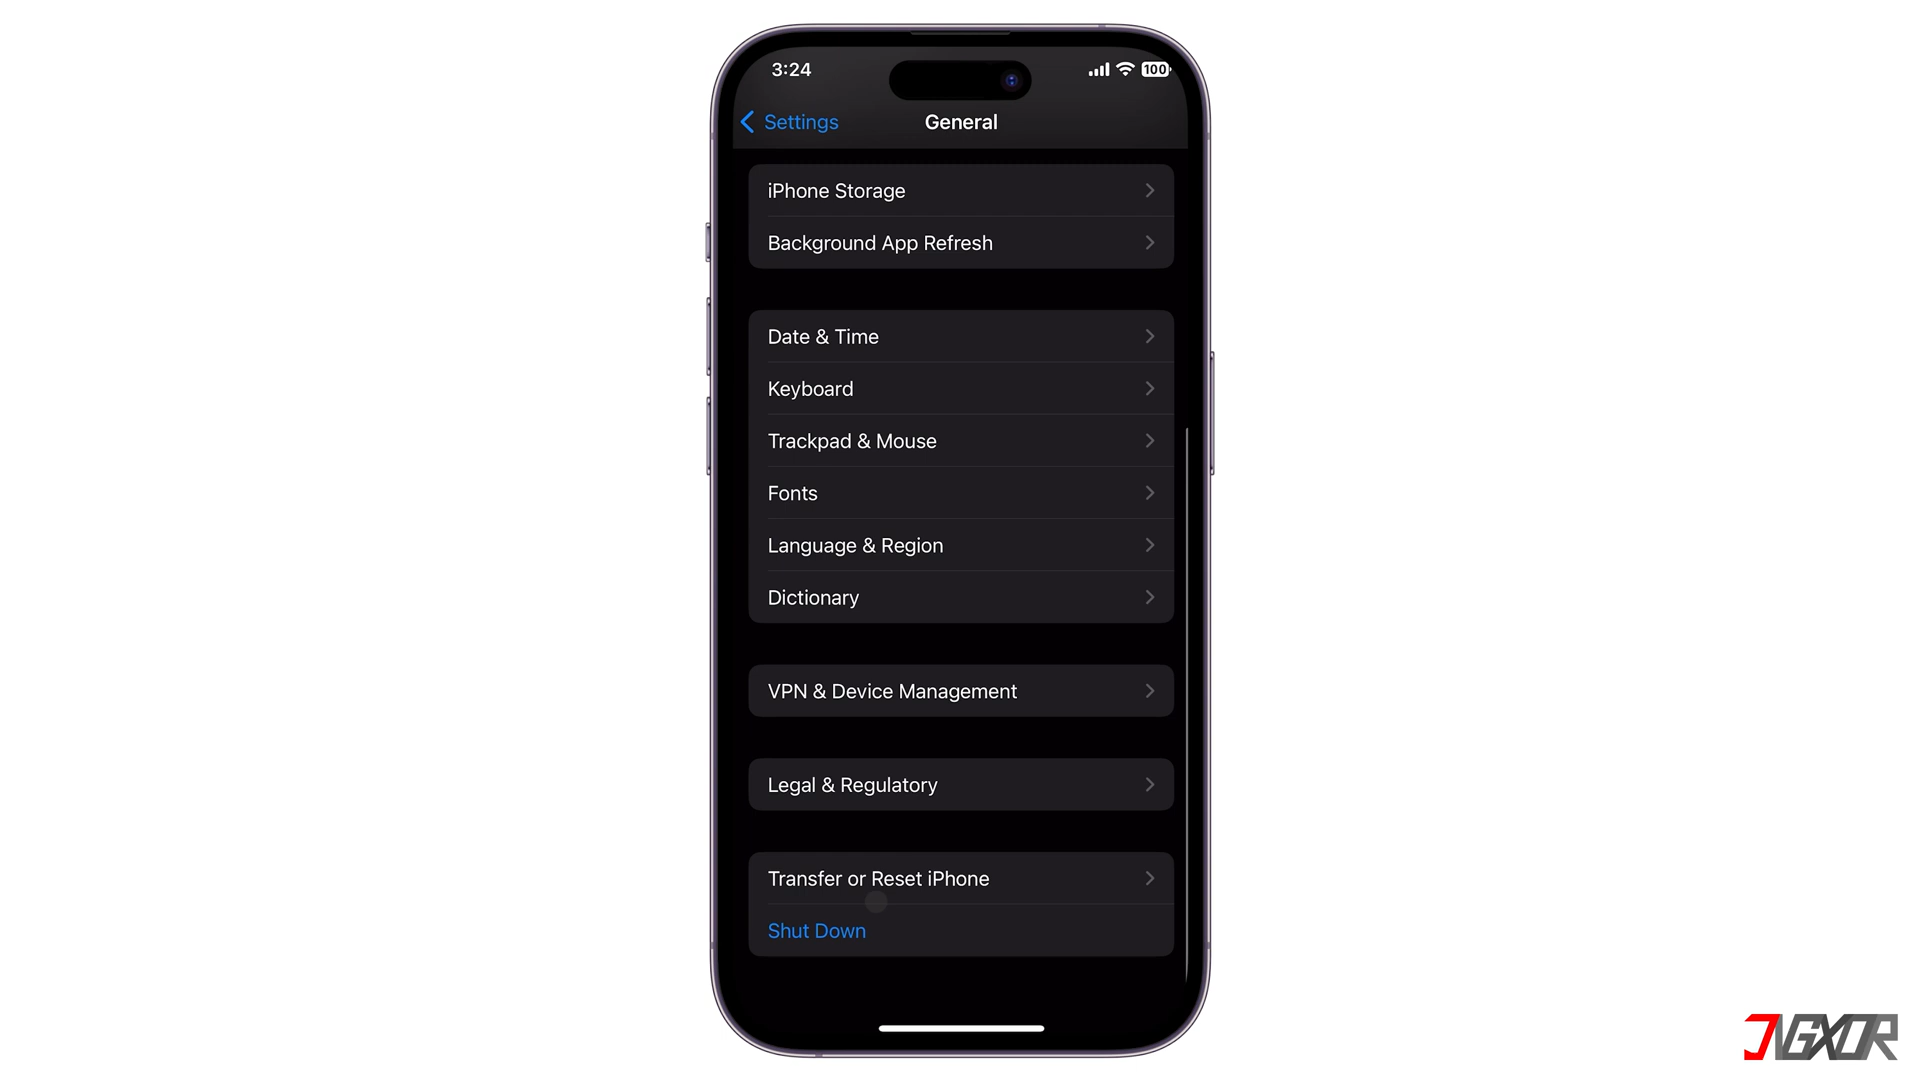 3:24
100
Settings
General
iPhone Storage
Background App Refresh
Date & Time
Keyboard
Trackpad & Mouse
Fonts
Language & Region
Dictionary
VPN & Device Management
Legal & Regulatory
Transfer or Reset iPhone
Shut Down
JVGXOR